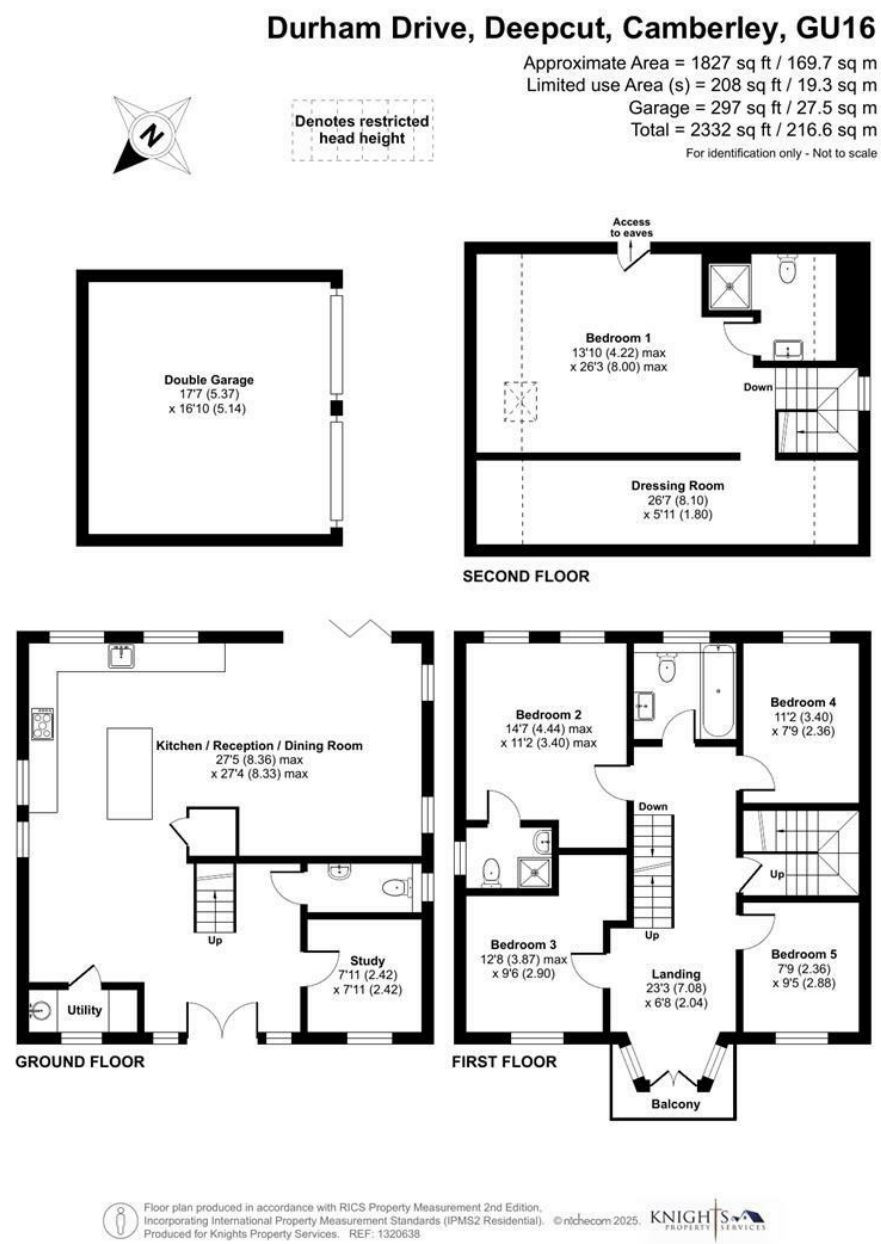 Durham Drive, Deepcut, Camberley, GU16
Approximate Area = 1827 sq ft / 169.7 sq m
Limited use Area (s) = 208 sq ft / 19.3 sq m
Garage = 297 sq ft / 27.5 sq m
Total = 2332 sq ft / 216.6 sq m
For identification only - Not to scale
N
Denotes restricted
head height
Double Garage
17'7 (5.37)
x 16'10 (5.14)
Access
to eaves
Bedroom 1
13'10 (4.22) max
x 26'3 (8.00) max
Down
Dressing Room
26'7 (8.10)
x 5'11 (1.80)
SECOND FLOOR
Kitchen / Reception / Dining Room
27'5 (8.36) max
x 27'4 (8.33) max
Up
Study
7'11 (2.42)
x 7'11 (2.42)
Utility
GROUND FLOOR
Bedroom 2
14'7 (4.44) max
x 11'2 (3.40) max
Bedroom 4
11'2 (3.40)
x 7'9 (2.36)
Down
Up
Up
Bedroom 3
12'8 (3.87) max
x 9'6 (2.90)
Landing
23'3 (7.08)
x 6'8 (2.04)
Bedroom 5
7'9 (2.36)
x 9'5 (2.88)
Balcony
FIRST FLOOR
Floor plan produced in accordance with RICS Property Measurement 2nd Edition,
Incorporating International Property Measurement Standards (IPMS2 Residential). © ntchecom 2025.
Produced for Knights Property Services. REF: 1320638
KNIGHTS
PROPERTY SERVICES